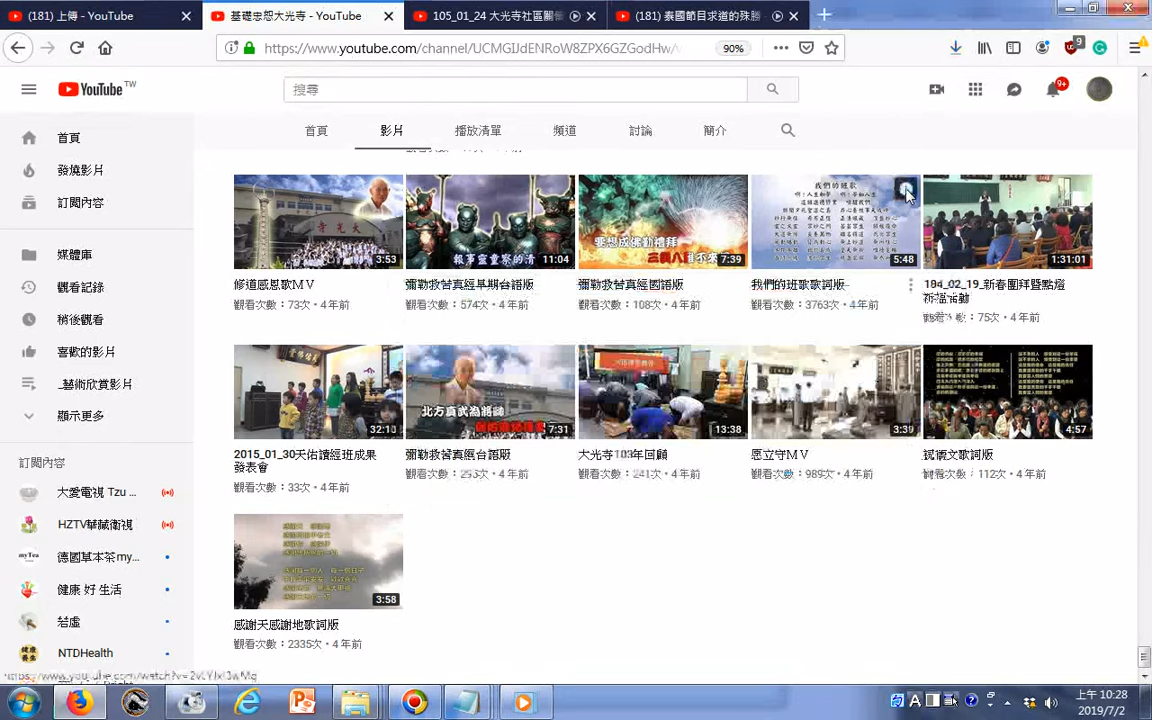 (181) 上傳 - YouTube
基礎忠恕大光寺 - YouTube
105_01_24 大光寺社區關懷
(181) 泰國節目求道的殊勝
https://www.youtube.com/channel/UCMGIJdENRoW8ZPX6GZGodHw/
90%
9
YouTube TW
搜尋
9+
首頁
影片
播放清單
頻道
討論
簡介
首頁
發燒影片
訂閱內容
媒體庫
觀看記錄
稍後觀看
喜歡的影片
_藝術欣賞影片
顯示更多
訂閱內容
大愛電視 Tzu ...
HZTV華藏衛視
德國草本茶my...
健康 好 生活
若虛
NTDHealth
大光寺
3:53
11:04
要想成佛勤禮拜
7:39
我們的班歌
5:48
1:31:01
修道感恩歌MV
觀看次數：73次・4 年前
彌勒救苦真經早期台語版
觀看次數：574次・4 年前
彌勒救苦真經國語版
觀看次數：108次・4 年前
我們的班歌歌詞版
觀看次數：3763次・4 年前
104_02_19_新春團拜暨點燈祈福活動
觀看次數：75次・4 年前
32:10
北方真武為將帥
7:31
13:38
3:39
4:57
2015_01_30天佑讀經班成果發表會
觀看次數：33次・4 年前
彌勒救苦真經台語版
觀看次數：253次・4 年前
大光寺103年回顧
觀看次數：241次・4 年前
愿立守MV
觀看次數：989次・4 年前
觀看次數：112次・4 年前
3:58
感謝天感謝地歌詞版
觀看次數：2335次・4 年前
上午 10:28
2019/7/2